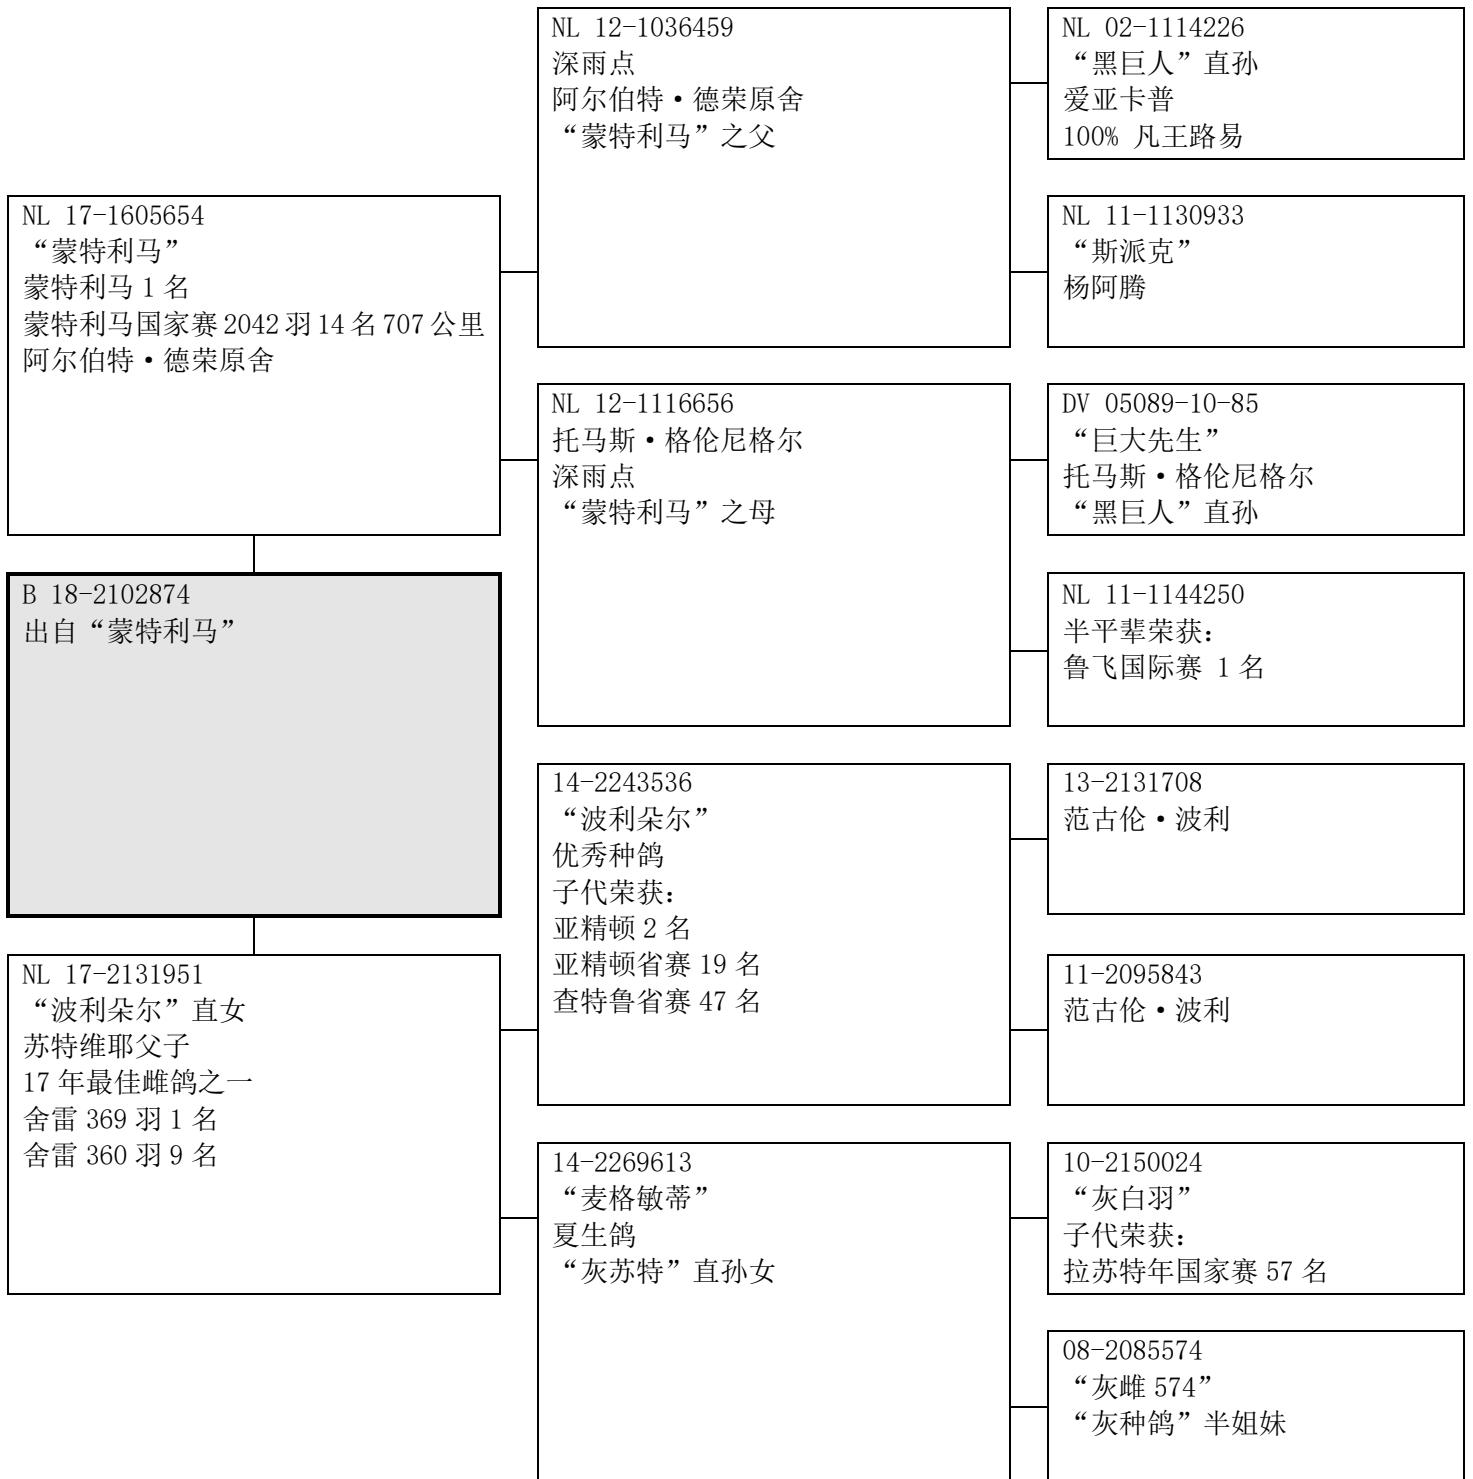 NL 17-1605654
“蒙特利马”
蒙特利马 1 名
蒙特利马国家赛 2042 羽 14 名 707 公里
阿尔伯特•德荣原舍
B 18-2102874
出自“蒙特利马”
NL 17-2131951
“波利朵尔”直女
苏特维耶父子
17 年最佳雌鸽之一
舍雷 369 羽 1 名
舍雷 360 羽 9 名
NL 12-1036459
深雨点
阿尔伯特•德荣原舍
“蒙特利马”之父
NL 12-1116656
托马斯•格伦尼格尔
深雨点
“蒙特利马”之母
14-2243536
“波利朵尔”
优秀种鸽
子代荣获：
亚精顿 2 名
亚精顿省赛 19 名
查特鲁省赛 47 名
14-2269613
“麦格敏蒂”
夏生鸽
“灰苏特”直孙女
NL 02-1114226
“黑巨人”直孙
爱亚卡普
100% 凡王路易
NL 11-1130933
“斯派克”
杨阿腾
DV 05089-10-85
“巨大先生”
托马斯•格伦尼格尔
“黑巨人”直孙
NL 11-1144250
半平辈荣获：
鲁飞国际赛 1 名
13-2131708
范古伦•波利
11-2095843
范古伦•波利
10-2150024
“灰白羽”
子代荣获：
拉苏特年国家赛 57 名
08-2085574
“灰雌 574”
“灰种鸽”半姐妹